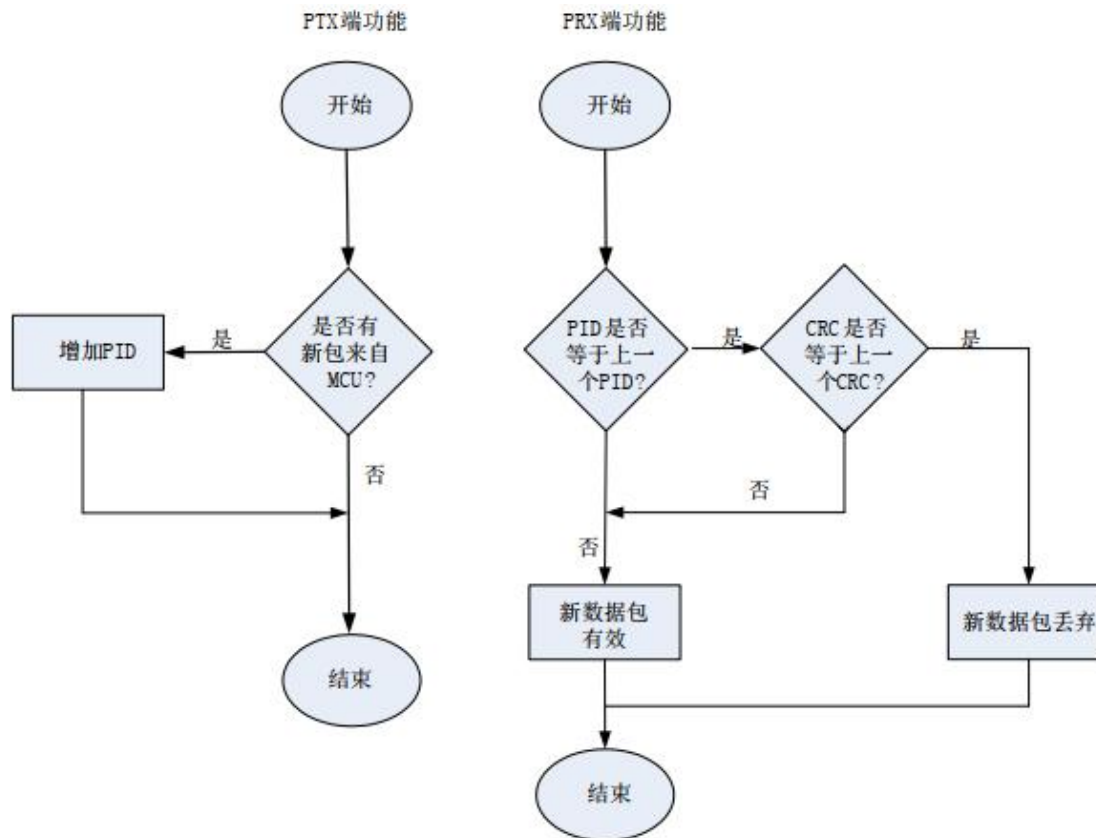 PTX端功能
PRX端功能
开始
开始
是否有
新包来自
MCU?
是
增加PID
否
结束
PID是否
等于上一
个PID?
是
CRC是否
等于上一
个CRC?
是
否
否
新数据包
有效
新数据包丢弃
结束